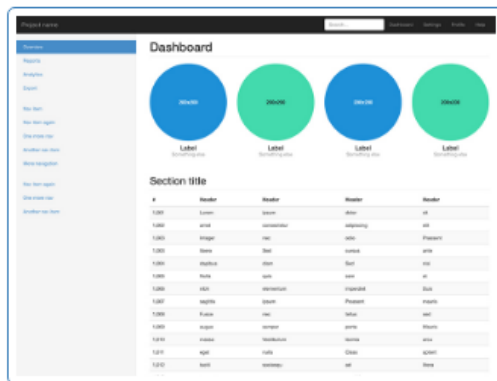 Project name Search... Dashboard Settings Profile Help
Overview
Reports
Analytics
Export
Nav item
Nav item again
One more nav
Another nav item
More navigation
Nav item again
One more nav
Another nav item
Dashboard
200x200 200x200 200x200 200x200
Label Label Label Label
Something else Something else Something else Something else
Section title
# Header Header Header Header
1,001 Lorem ipsum dolor sit
1,002 amet consectetur adipiscing elit
1,003 Integer nec odio Praesent
1,003 libero Sed cursus ante
1,004 dapibus diam Sed nisi
1,005 Nulla quis sem at
1,006 nibh elementum imperdiet Duis
1,007 sagittis ipsum Praesent mauris
1,008 Fusce nec tellus sed
1,009 augue semper porta Mauris
1,010 massa Vestibulum lacinia arcu
1,011 eget nulla Class aptent
1,012 taciti sociosqu ad litora